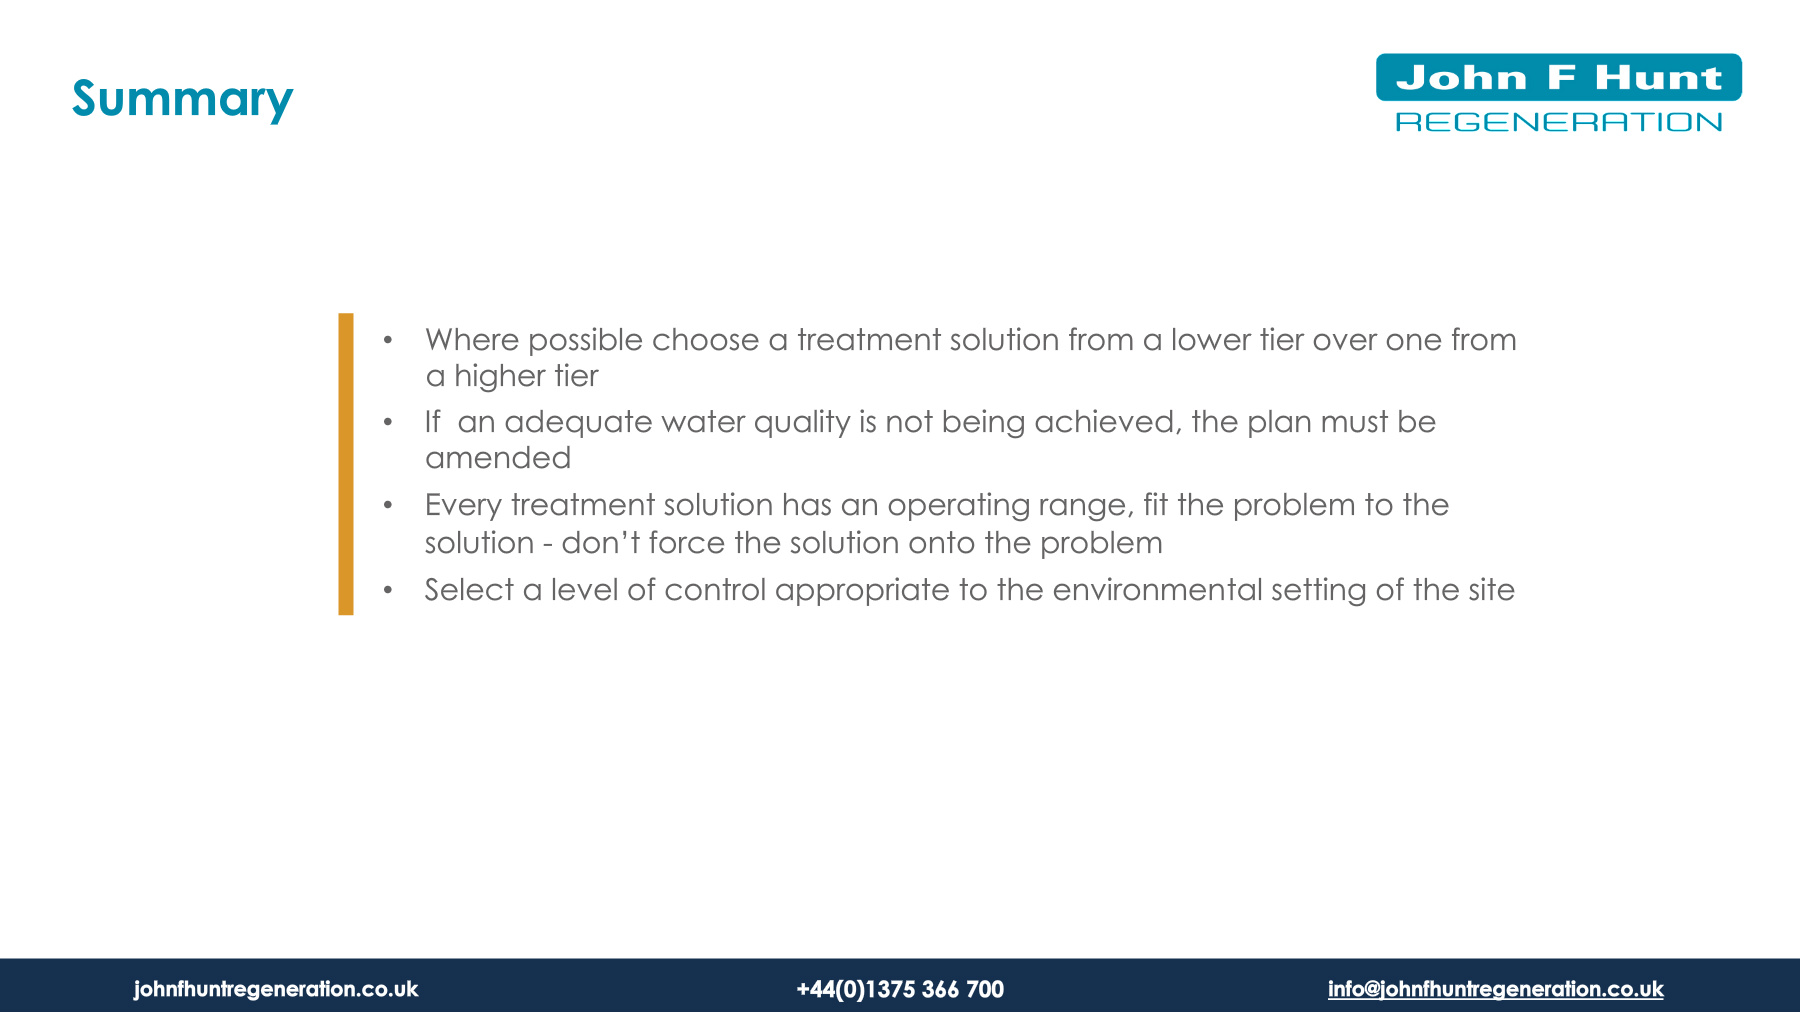 Summary
John F Hunt
REGENERATION
• Where possible choose a treatment solution from a lower tier over one from
a higher tier
• If  an adequate water quality is not being achieved, the plan must be
amended
• Every treatment solution has an operating range, fit the problem to the
solution - don’t force the solution onto the problem
• Select a level of control appropriate to the environmental setting of the site
johnfhuntregeneration.co.uk
+44(0)1375 366 700
info@johnfhuntregeneration.co.uk